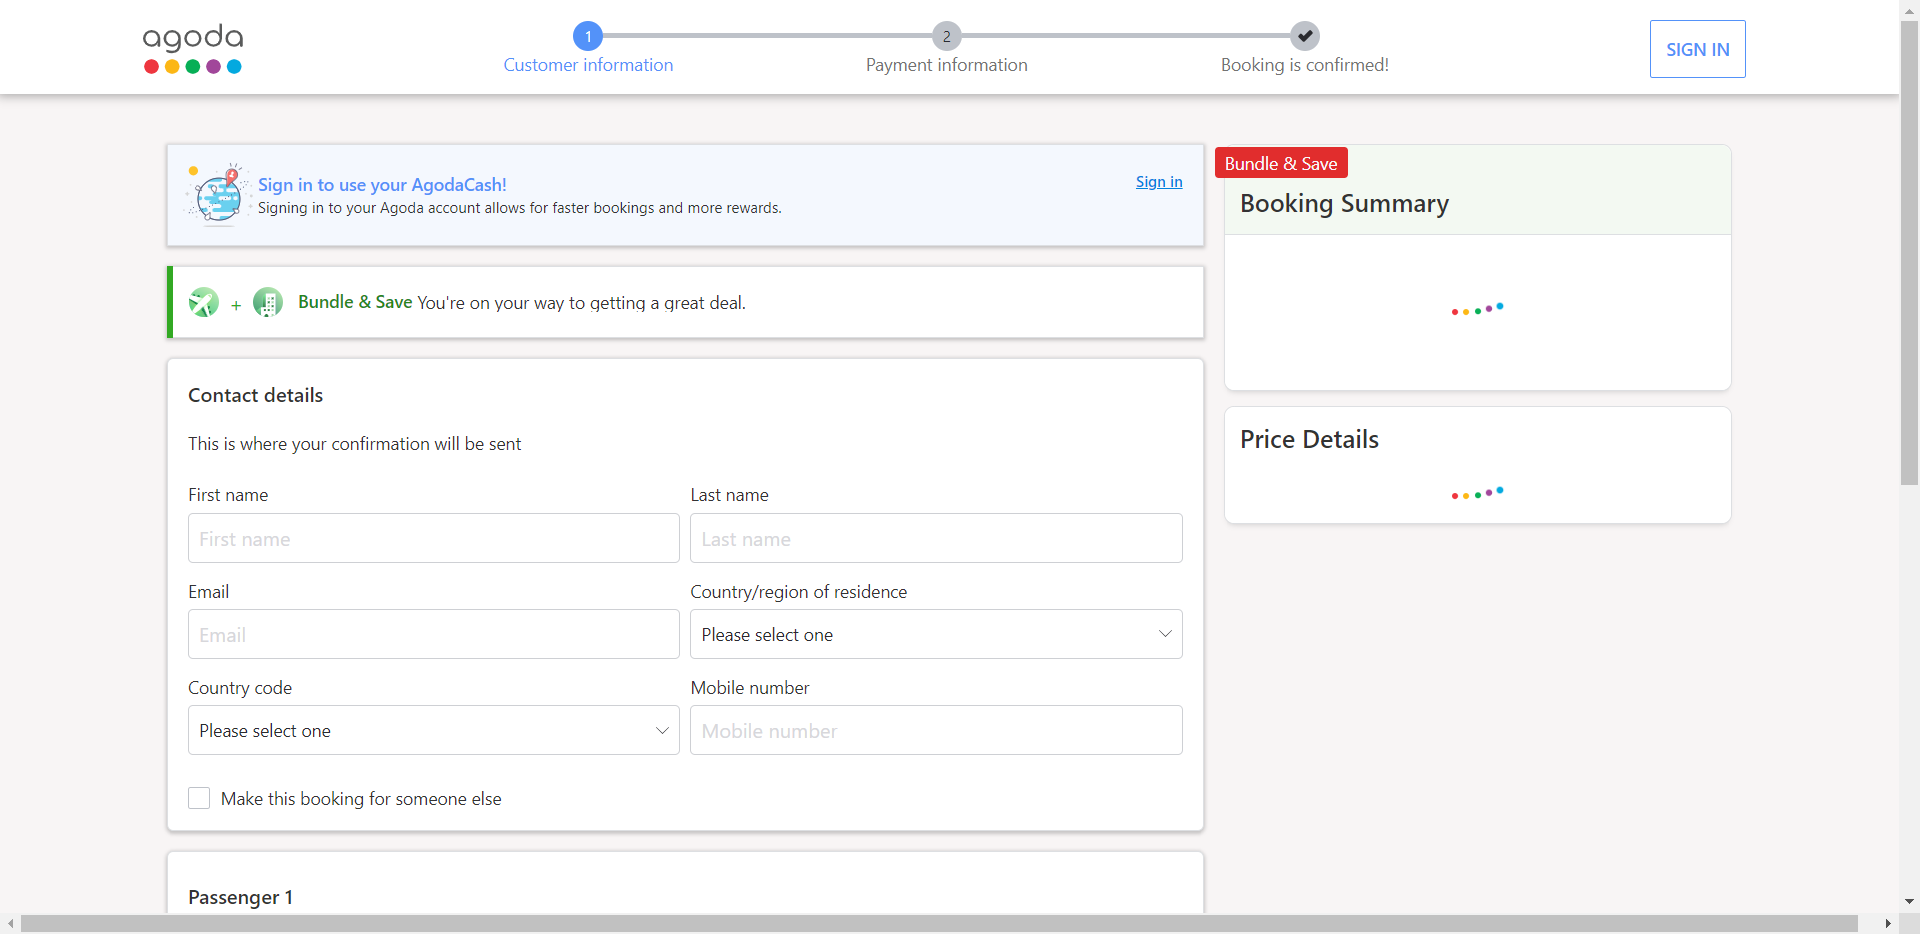 agoda
1
2
Customer information
Payment information
Booking is confirmed!
SIGN IN
Sign in to use your AgodaCash!
Signing in to your Agoda account allows for faster bookings and more rewards.
Sign in
+
Bundle & Save You're on your way to getting a great deal.
Contact details
This is where your confirmation will be sent
First name
Last name
First name
Last name
Email
Country/region of residence
Email
Please select one
Country code
Mobile number
Please select one
Mobile number
Make this booking for someone else
Passenger 1
Bundle & Save
Booking Summary
Price Details